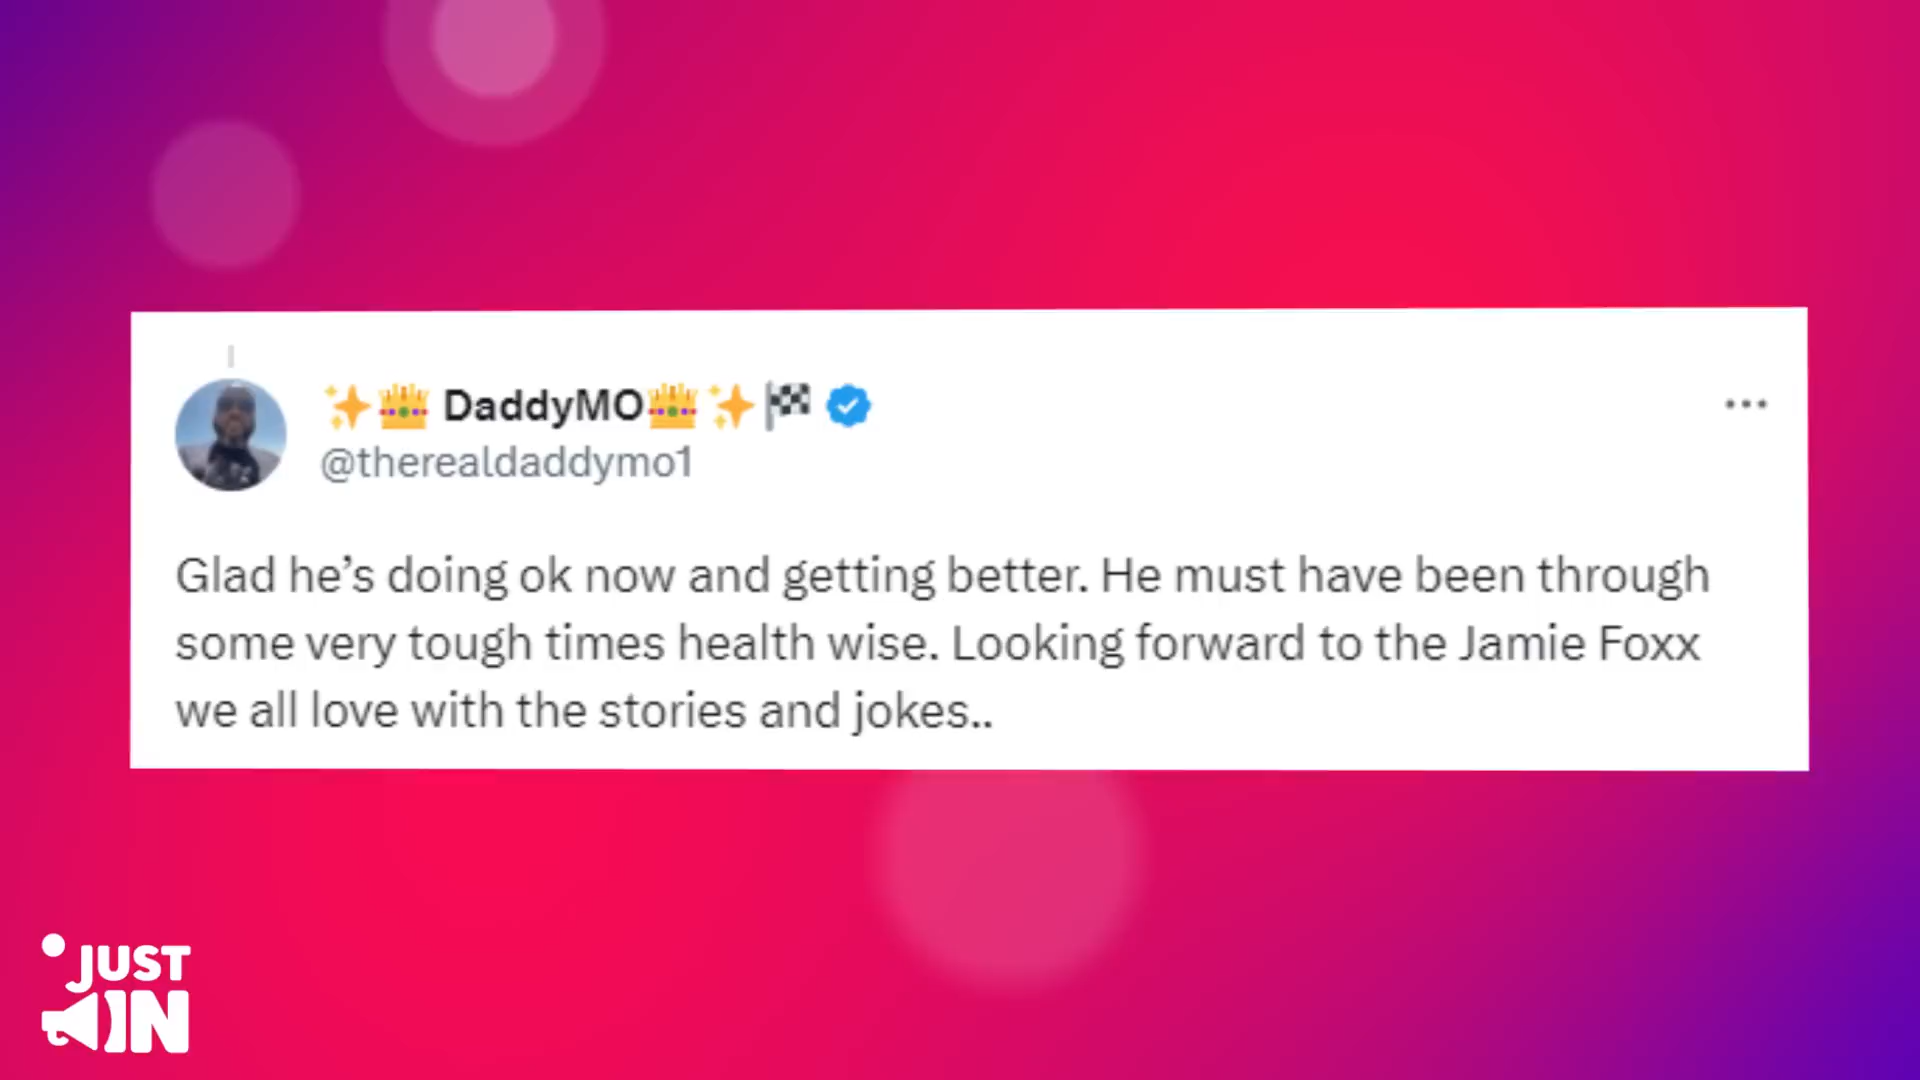 ✨👑 DaddyMO👑✨🏁
@therealdaddymo1
Glad he’s doing ok now and getting better. He must have been through
some very tough times health wise. Looking forward to the Jamie Foxx
we all love with the stories and jokes..
JUST
IN